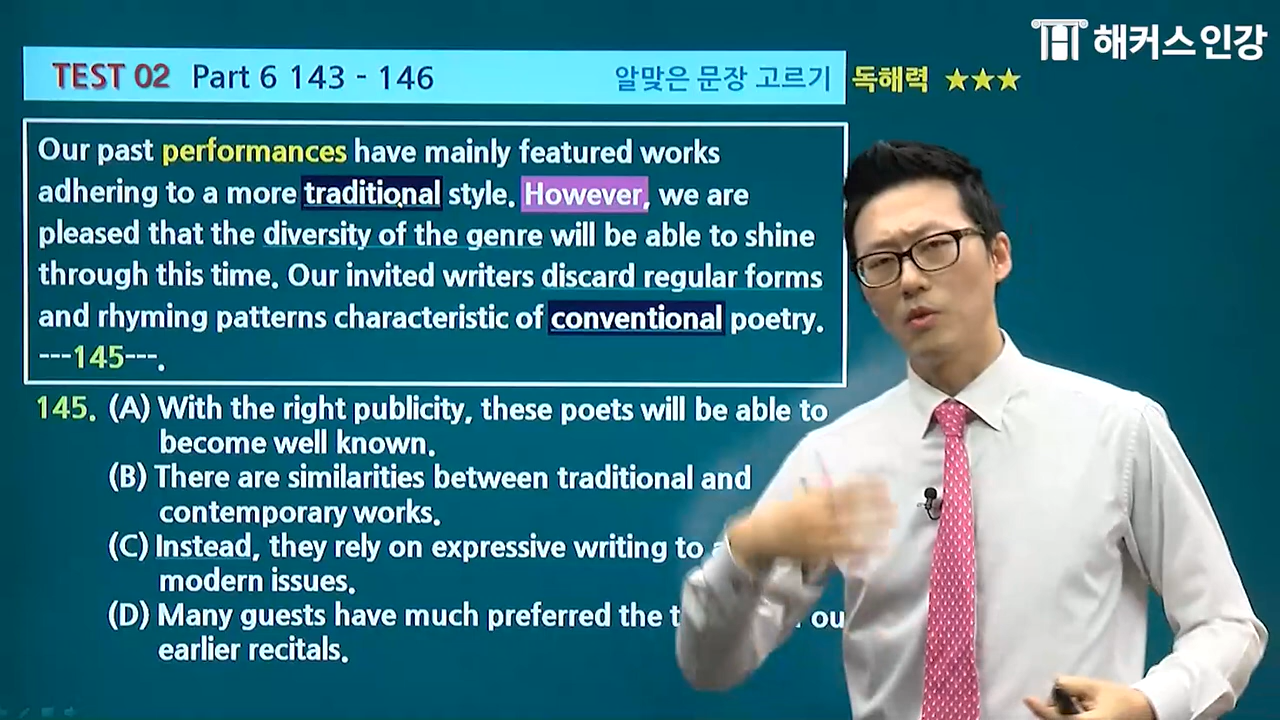 해커스인강
TEST 02 Part 6 143 - 146 알맞은 문장 고르기 독해력 ★★★
Our past performances have mainly featured works
adhering to a more traditional style. However, we are
pleased that the diversity of the genre will be able to shine
through this time. Our invited writers discard regular forms
and rhyming patterns characteristic of conventional poetry.
---145---.
145. (A) With the right publicity, these poets will be able to
become well known.
(B) There are similarities between traditional and
contemporary works.
(C) Instead, they rely on expressive writing to
modern issues.
(D) Many guests have much preferred the
earlier recitals.